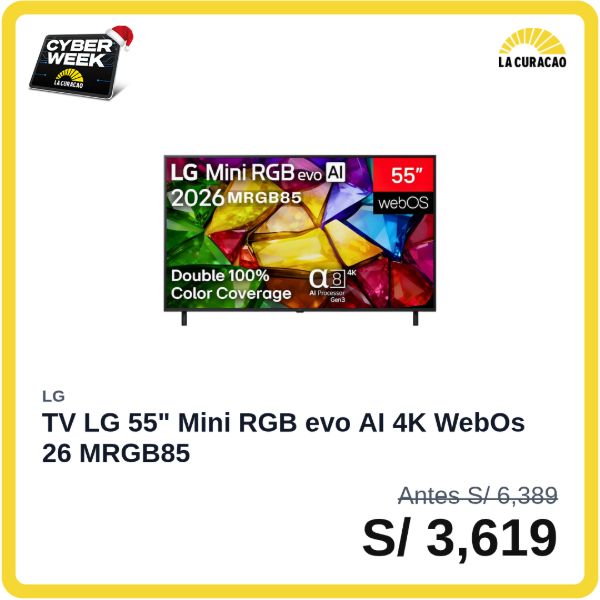 CYBER
WEEK
LA CURACAO
LA CURACAO
LG Mini RGB evo AI
2026 MRGB85
55”
webOS
Double 100%
Color Coverage
α 8 4K
AI Processor
Gen3
LG
TV LG 55" Mini RGB evo AI 4K WebOs
26 MRGB85
Antes S/ 6,389
S/ 3,619